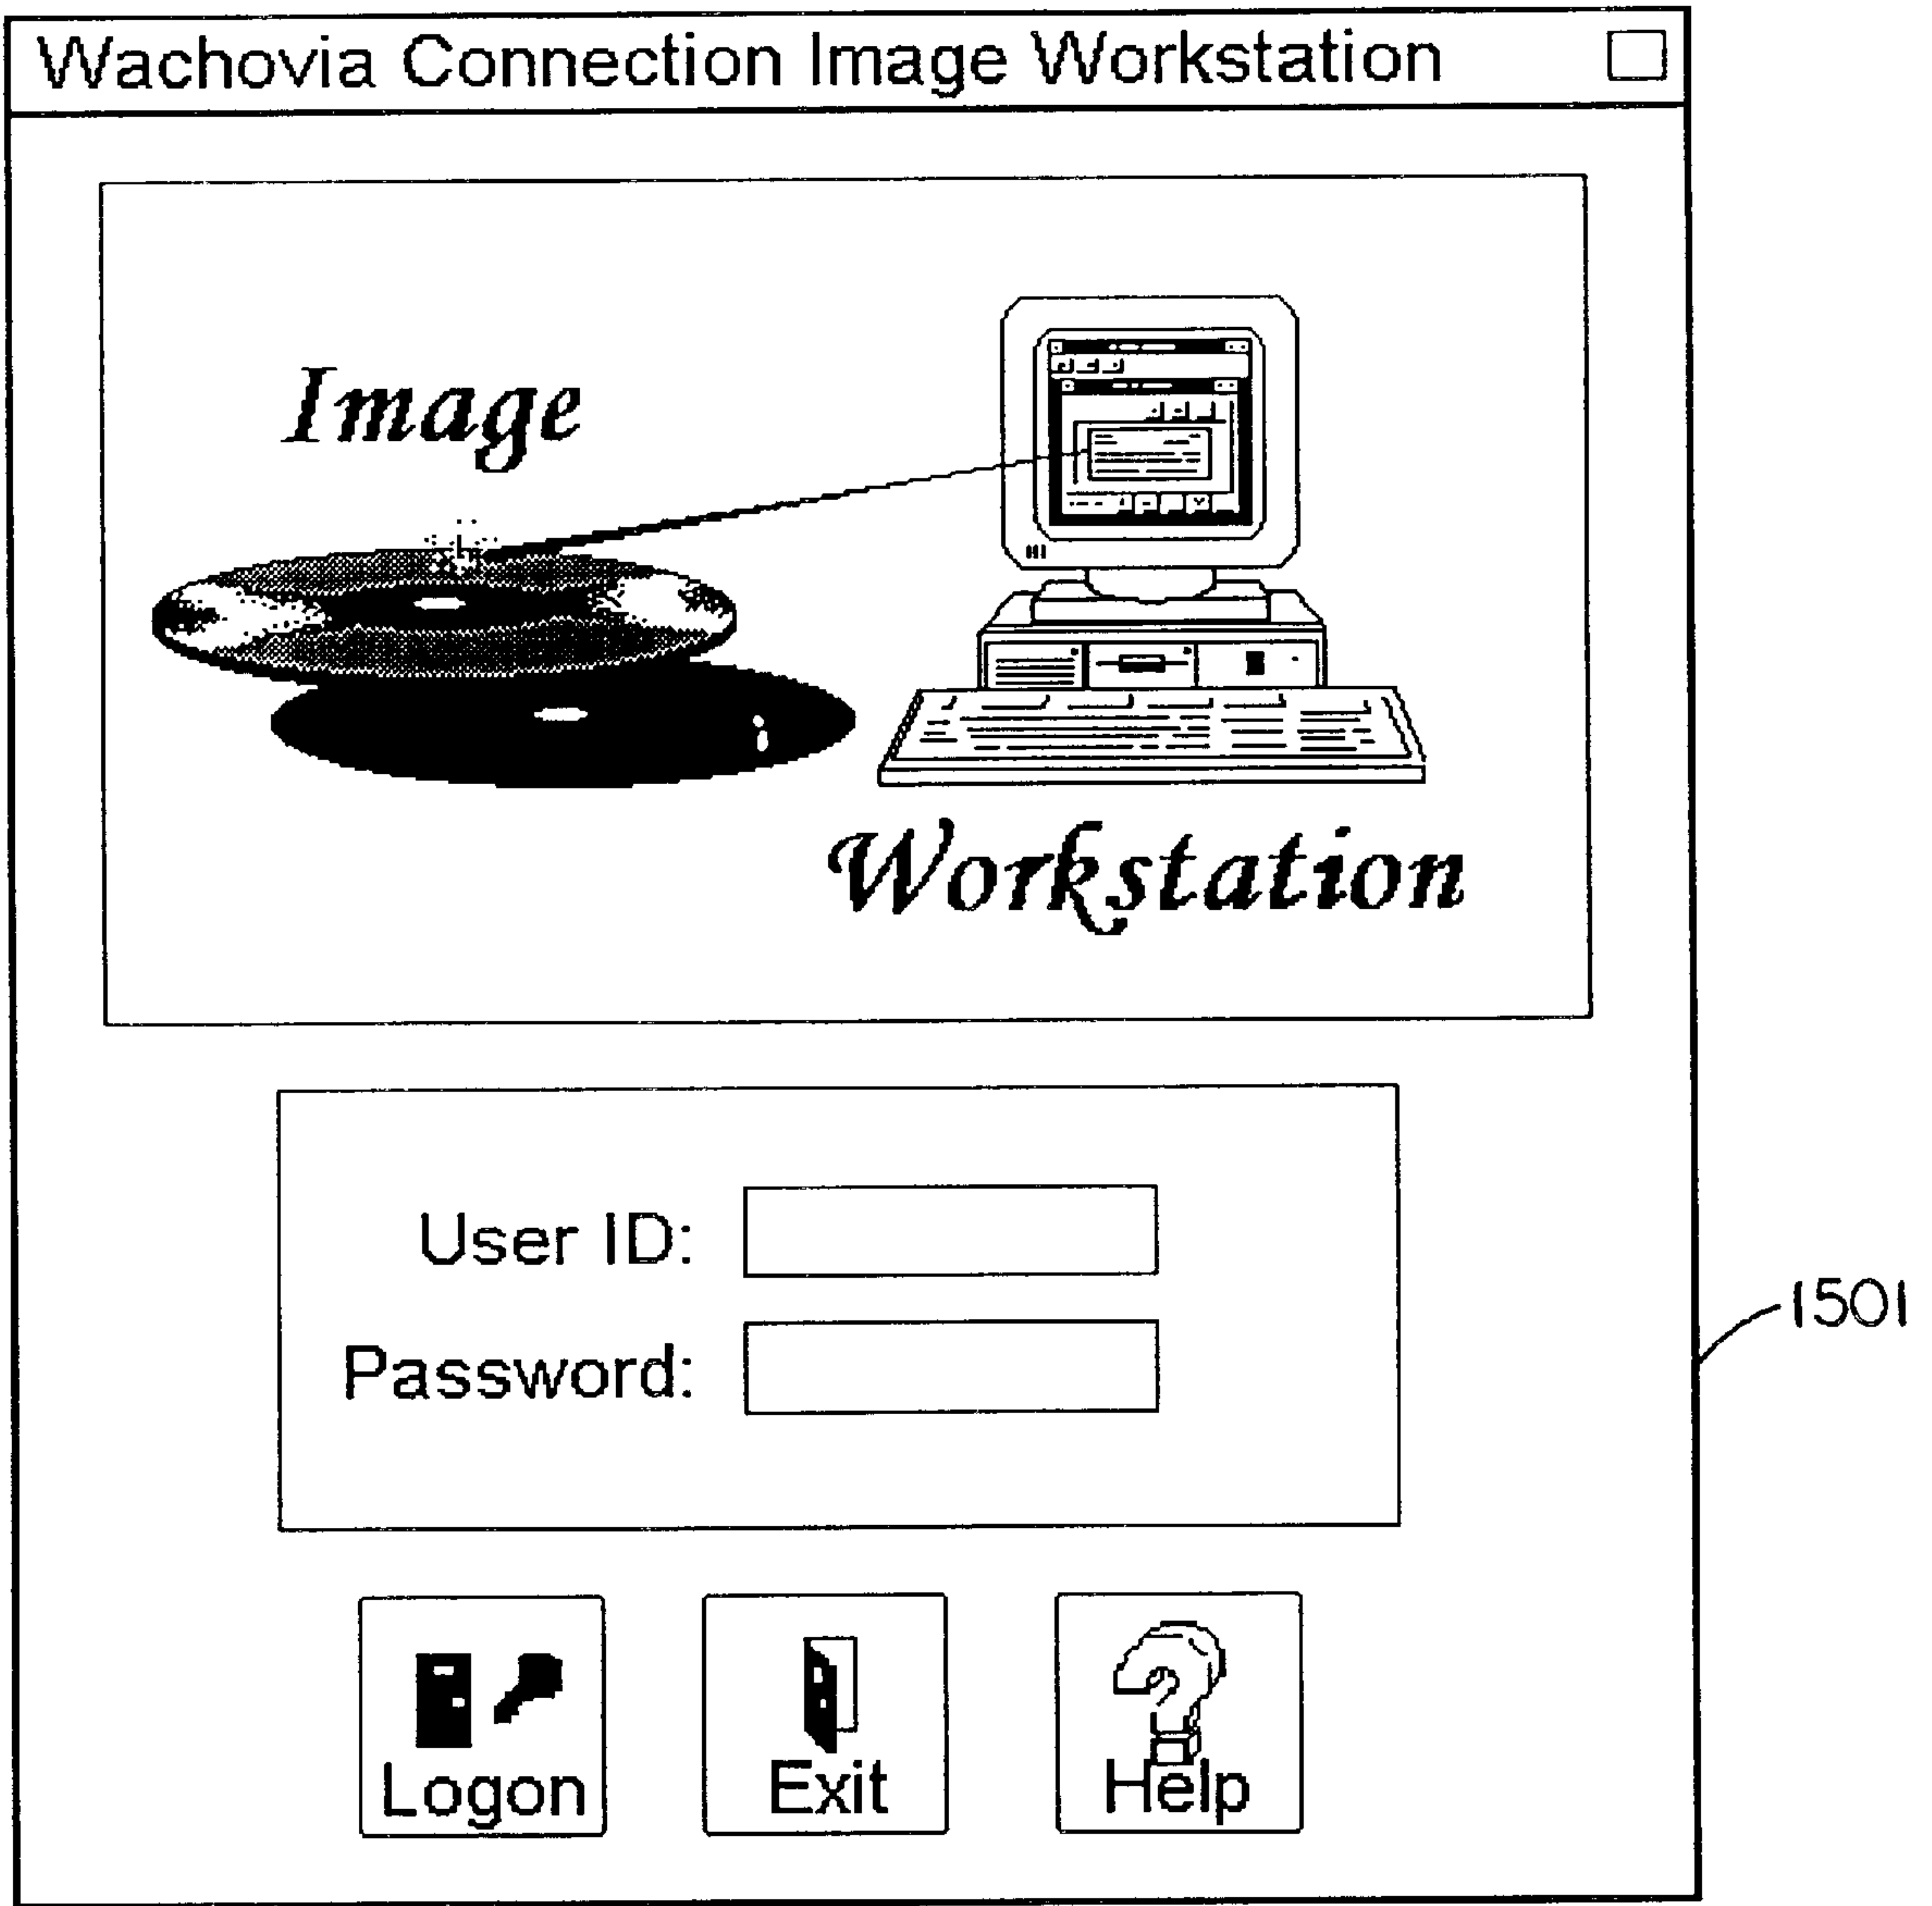 Wachovia Connection Image Workstation
Image
Workstation
User ID:
Password:
1501
Logon Exit Help